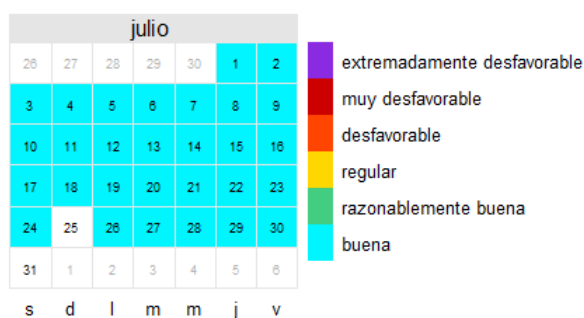 julio
26 27 28 29 30 1 2
3 4 5 6 7 8 9
10 11 12 13 14 15 16
17 18 19 20 21 22 23
24 25 26 27 28 29 30
31 1 2 3 4 5 6
s d l m m j v
extremadamente desfavorable
muy desfavorable
desfavorable
regular
razonablemente buena
buena